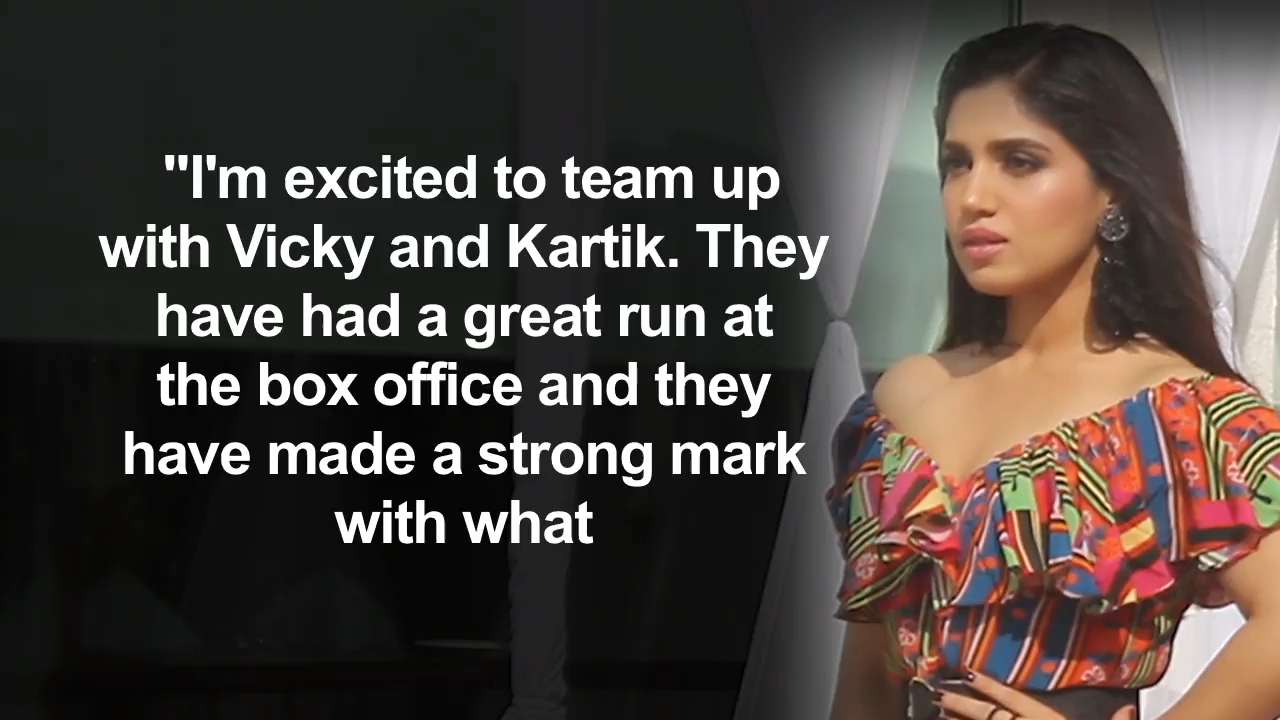 "I'm excited to team up
with Vicky and Kartik. They
have had a great run at
the box office and they
have made a strong mark
with what